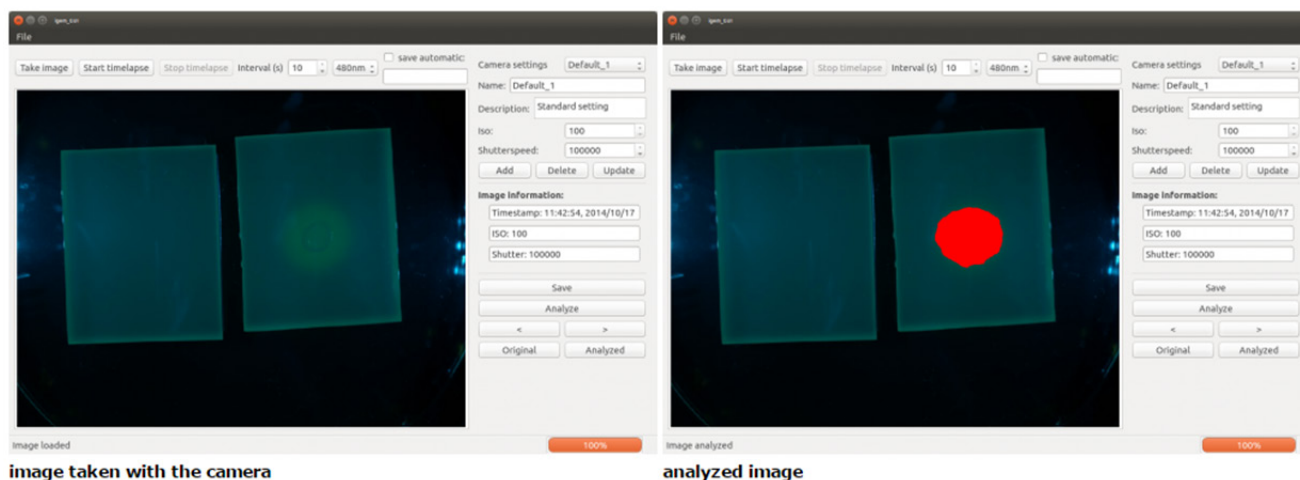 igem_GUI
File
Take image Start timelapse Stop timelapse Interval (s) 10 480nm save automatic:
Camera settings Default_1
Name: Default_1
Description: Standard setting
Iso: 100
Shutterspeed: 100000
Add Delete Update
Image information:
Timestamp: 11:42:54, 2014/10/17
ISO: 100
Shutter: 100000
Save
Analyze
< >
Original Analyzed
Image loaded 100%
image taken with the camera
igem_GUI
File
Take image Start timelapse Stop timelapse Interval (s) 10 480nm save automatic:
Camera settings Default_1
Name: Default_1
Description: Standard setting
Iso: 100
Shutterspeed: 100000
Add Delete Update
Image information:
Timestamp: 11:42:54, 2014/10/17
ISO: 100
Shutter: 100000
Save
Analyze
< >
Original Analyzed
Image analyzed 100%
analyzed image